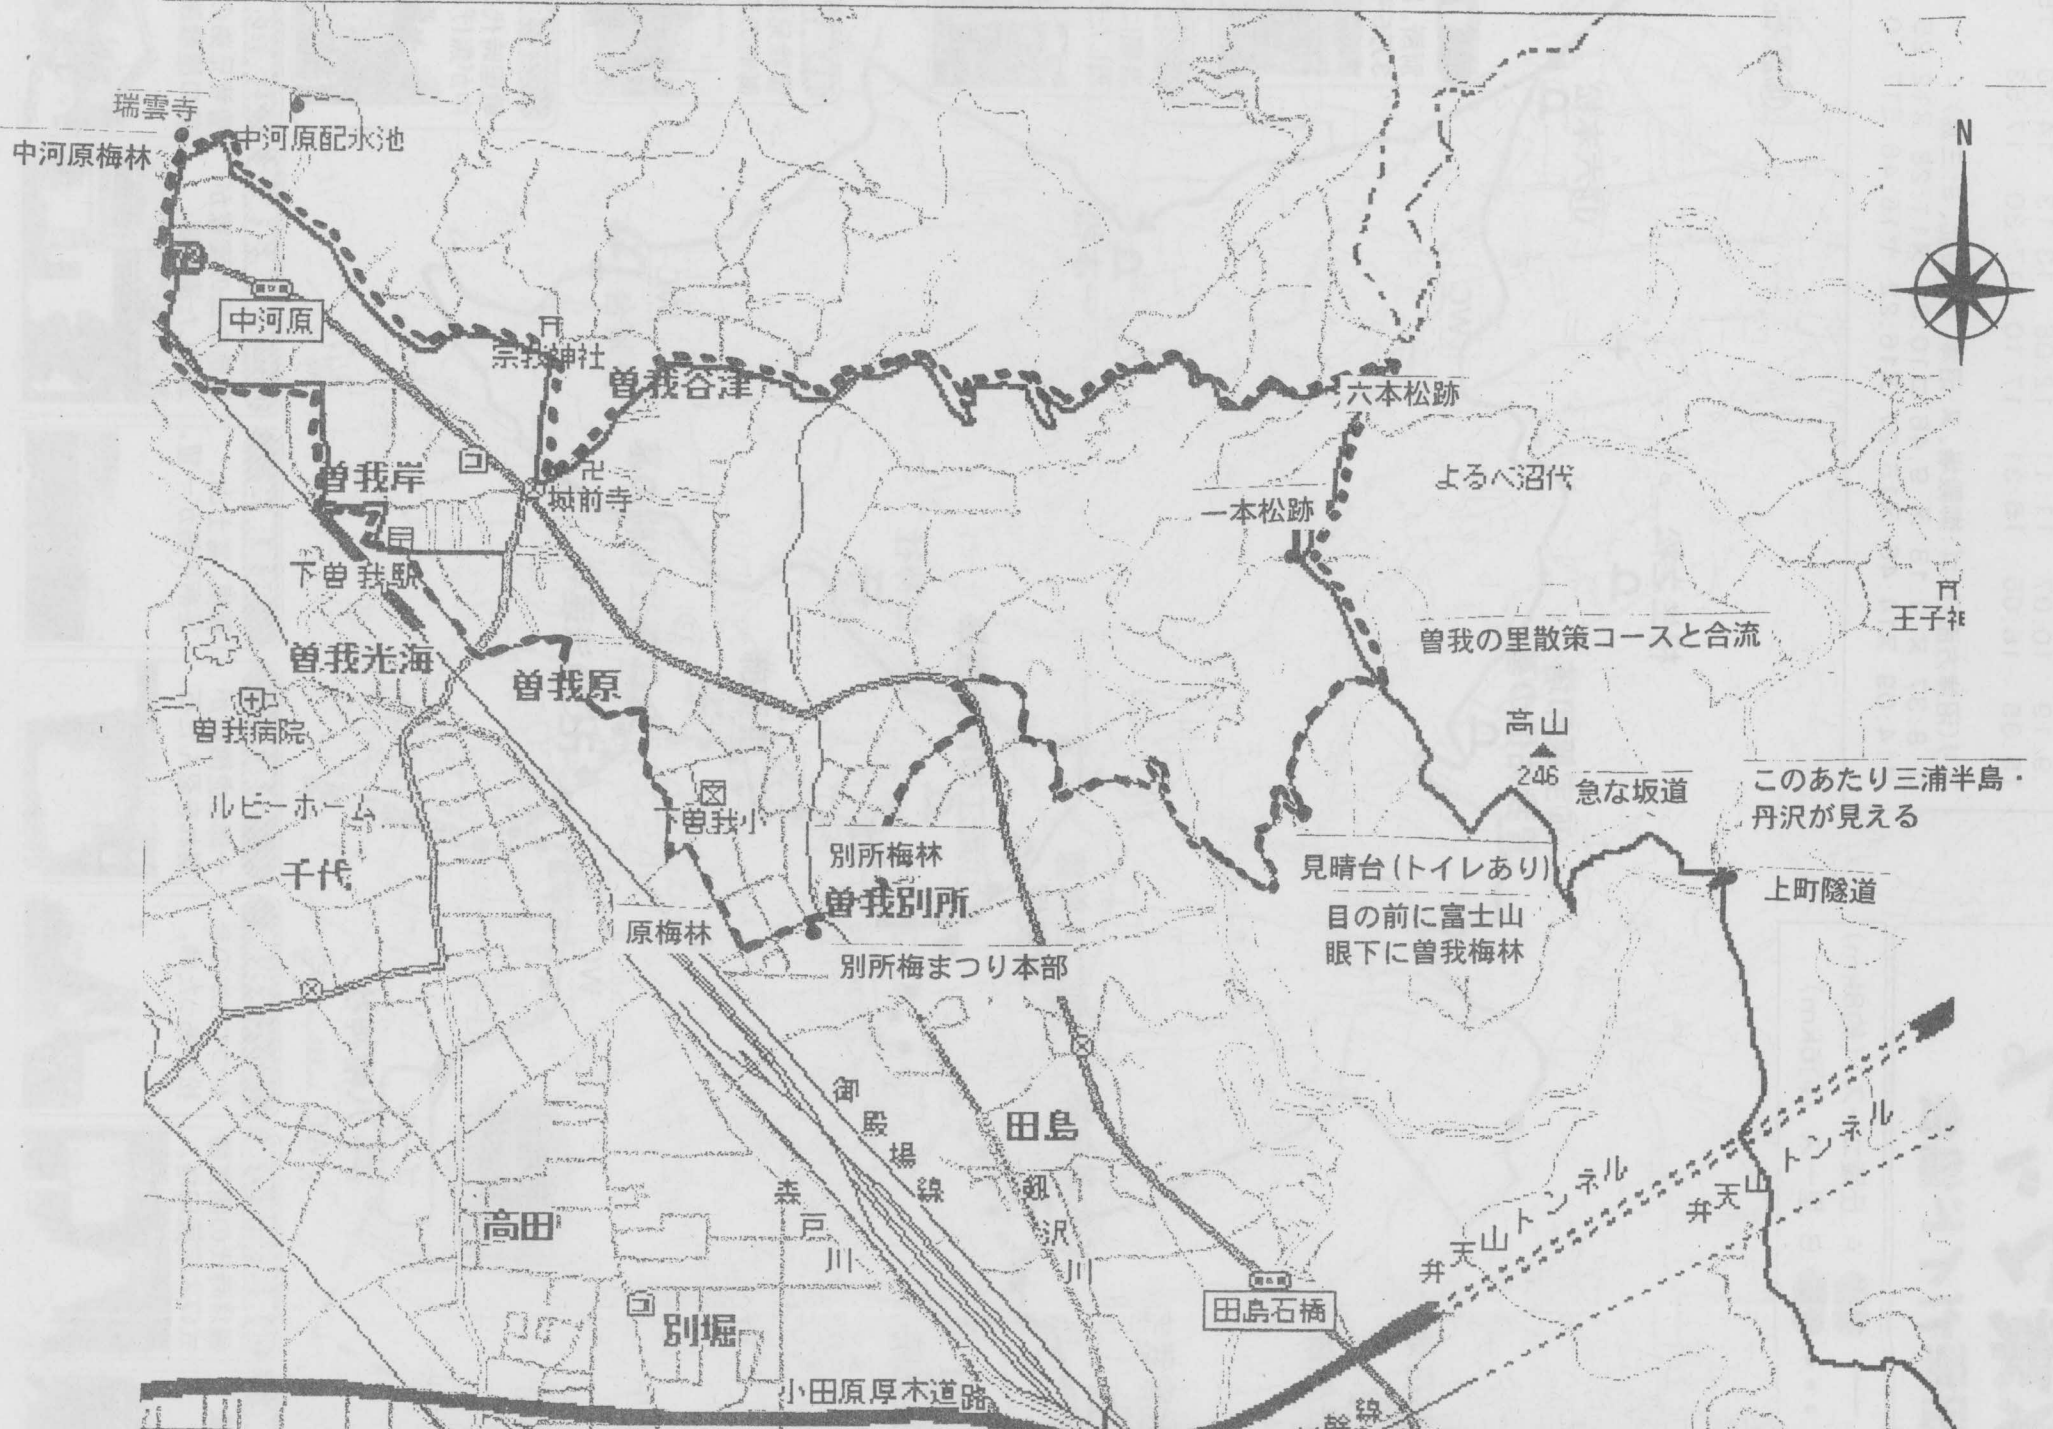 N
瑞雲寺
中河原配水池
中河原梅林
中河原
宗我神社
曽我谷津
六本松跡
曽我岸
城前寺
よるべ沼代
一本松跡
下曽我駅
王子神
曽我の里散策コースと合流
曽我光海
曽我原
曽我病院
高山
246
急な坂道
このあたり三浦半島・
丹沢が見える
ルビーホーム
下曽我小
千代
別所梅林
見晴台(トイレあり)
上町隧道
曽我別所
目の前に富士山
眼下に曽我梅林
原梅林
別所梅まつり本部
御殿場線
田島
弁天山トンネル
弁天山トンネル
森戸川
剱沢川
高田
田島石橋
別堀
小田原厚木道路
幹線